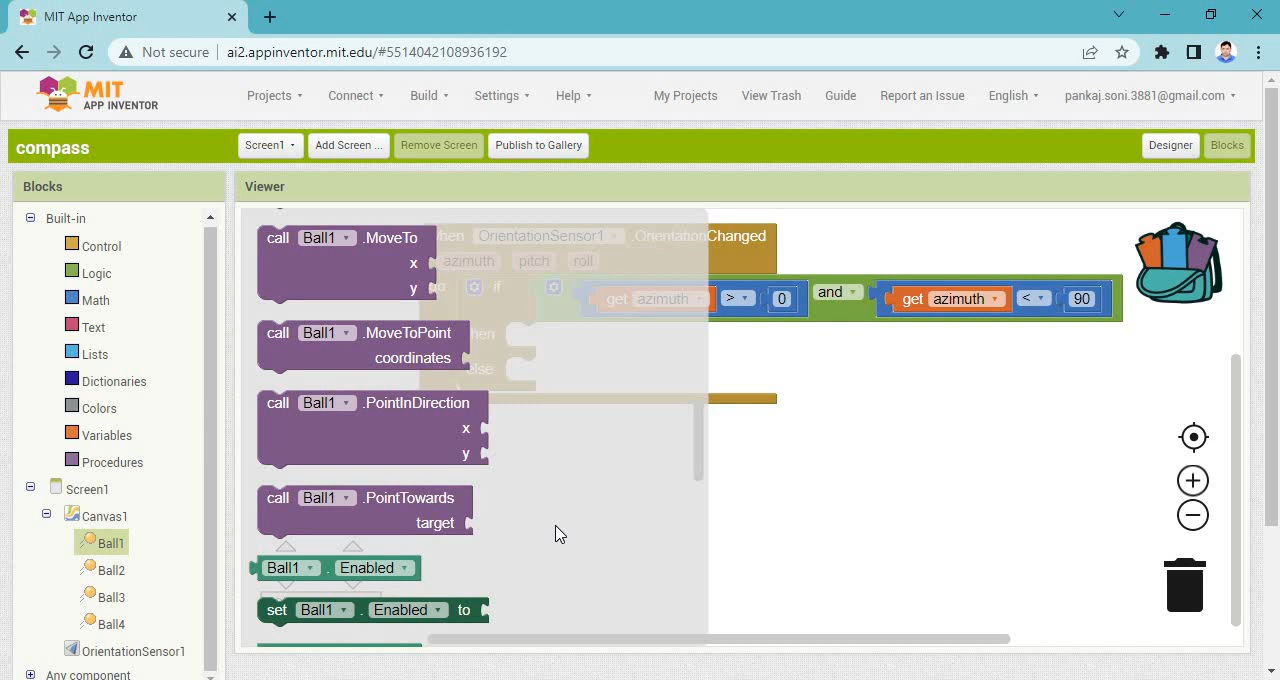 MIT App Inventor
Not secure ai2.appinventor.mit.edu/#5514042108936192
MIT
APP INVENTOR
Projects Connect Build Settings Help My Projects View Trash Guide Report an Issue English pankaj.soni.3881@gmail.com
compass
Screen1 Add Screen ... Remove Screen Publish to Gallery Designer Blocks
Blocks
Viewer
Built-in
Control
Logic
Math
Text
Lists
Dictionaries
Colors
Variables
Procedures
Screen1
Canvas1
Ball1
Ball2
Ball3
Ball4
OrientationSensor1
Any component
call Ball1 .MoveTo
x
y
call Ball1 .MoveToPoint
coordinates
call Ball1 .PointInDirection
x
y
call Ball1 .PointTowards
target
Ball1 . Enabled
set Ball1 . Enabled to
when OrientationSensor1 .OrientationChanged
azimuth pitch roll
do if get azimuth > 0 and get azimuth < 90
then
else